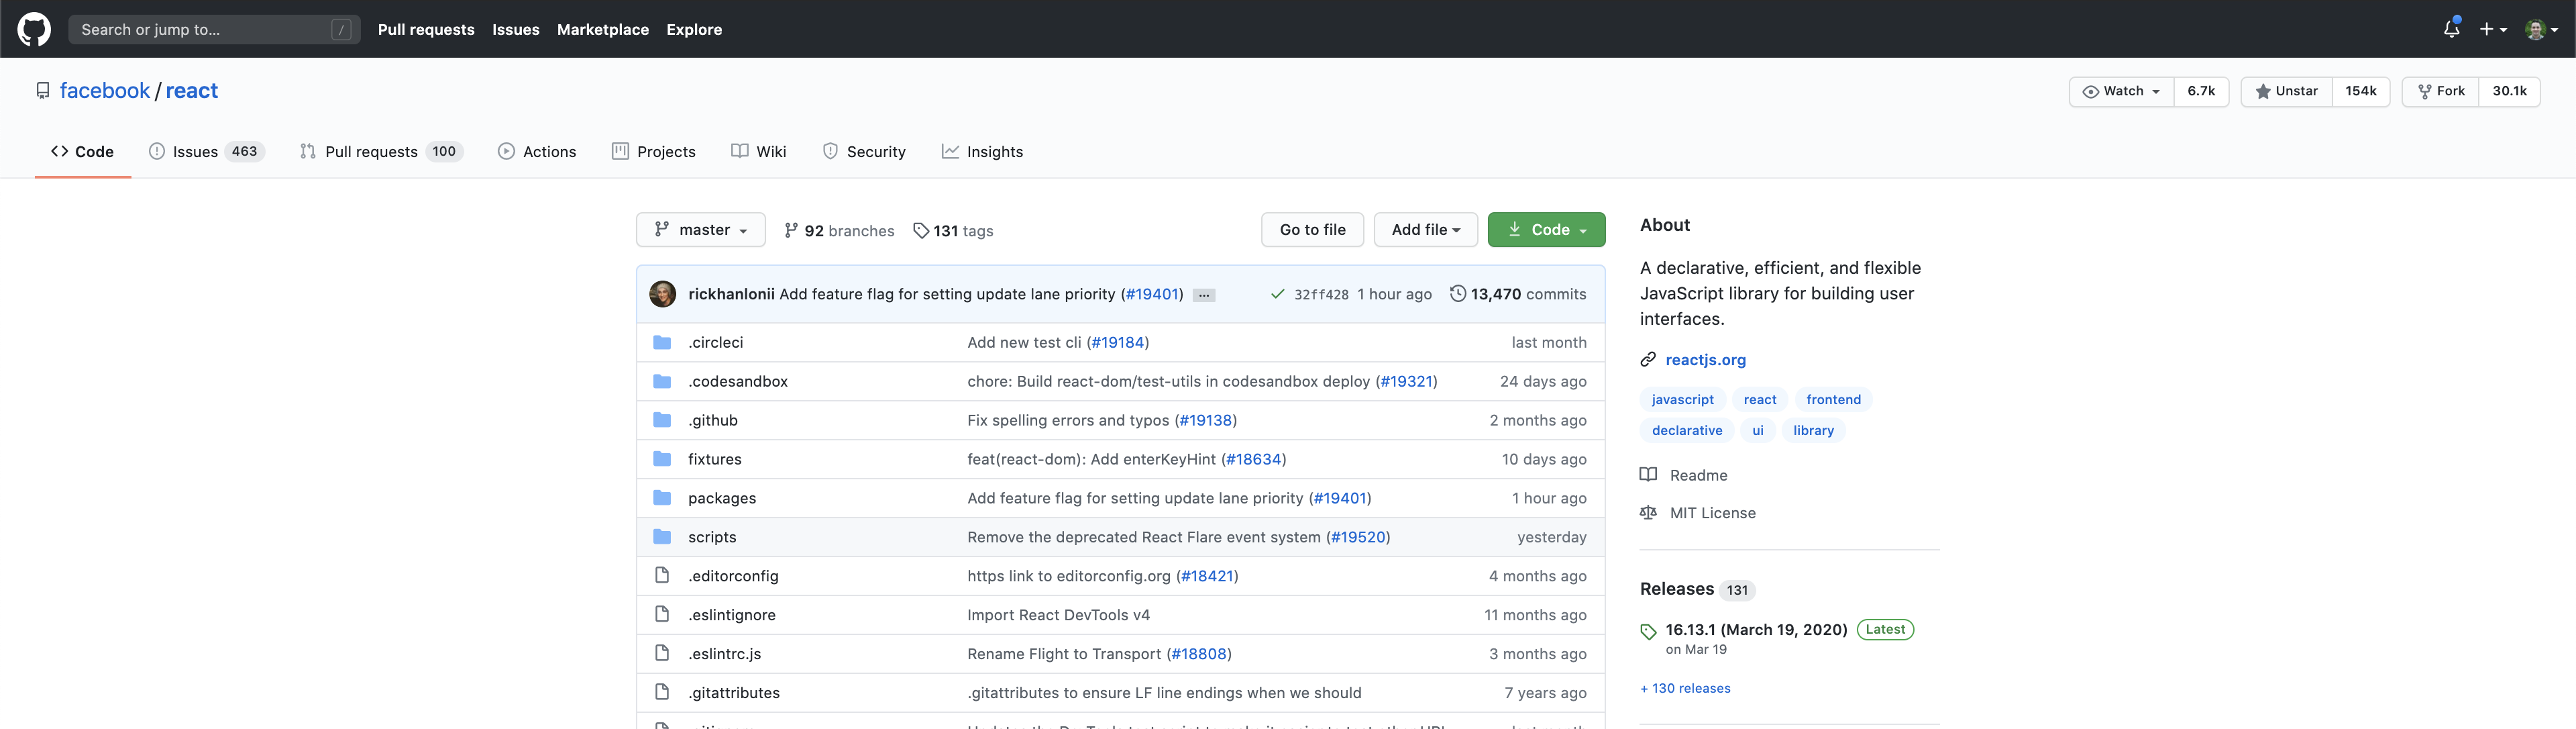 Search or jump to... /
Pull requests Issues Marketplace Explore
facebook / react
Watch 6.7k Unstar 154k Fork 30.1k
Code Issues 463 Pull requests 100 Actions Projects Wiki Security Insights
master 92 branches 131 tags Go to file Add file Code
rickhanlonii Add feature flag for setting update lane priority (#19401) ... 32ff428 1 hour ago 13,470 commits
.circleci Add new test cli (#19184) last month
.codesandbox chore: Build react-dom/test-utils in codesandbox deploy (#19321) 24 days ago
.github Fix spelling errors and typos (#19138) 2 months ago
fixtures feat(react-dom): Add enterKeyHint (#18634) 10 days ago
packages Add feature flag for setting update lane priority (#19401) 1 hour ago
scripts Remove the deprecated React Flare event system (#19520) yesterday
.editorconfig https link to editorconfig.org (#18421) 4 months ago
.eslintignore Import React DevTools v4 11 months ago
.eslintrc.js Rename Flight to Transport (#18808) 3 months ago
.gitattributes .gitattributes to ensure LF line endings when we should 7 years ago
About
A declarative, efficient, and flexible
JavaScript library for building user
interfaces.
reactjs.org
javascript react frontend
declarative ui library
Readme
MIT License
Releases 131
16.13.1 (March 19, 2020) Latest
on Mar 19
+ 130 releases